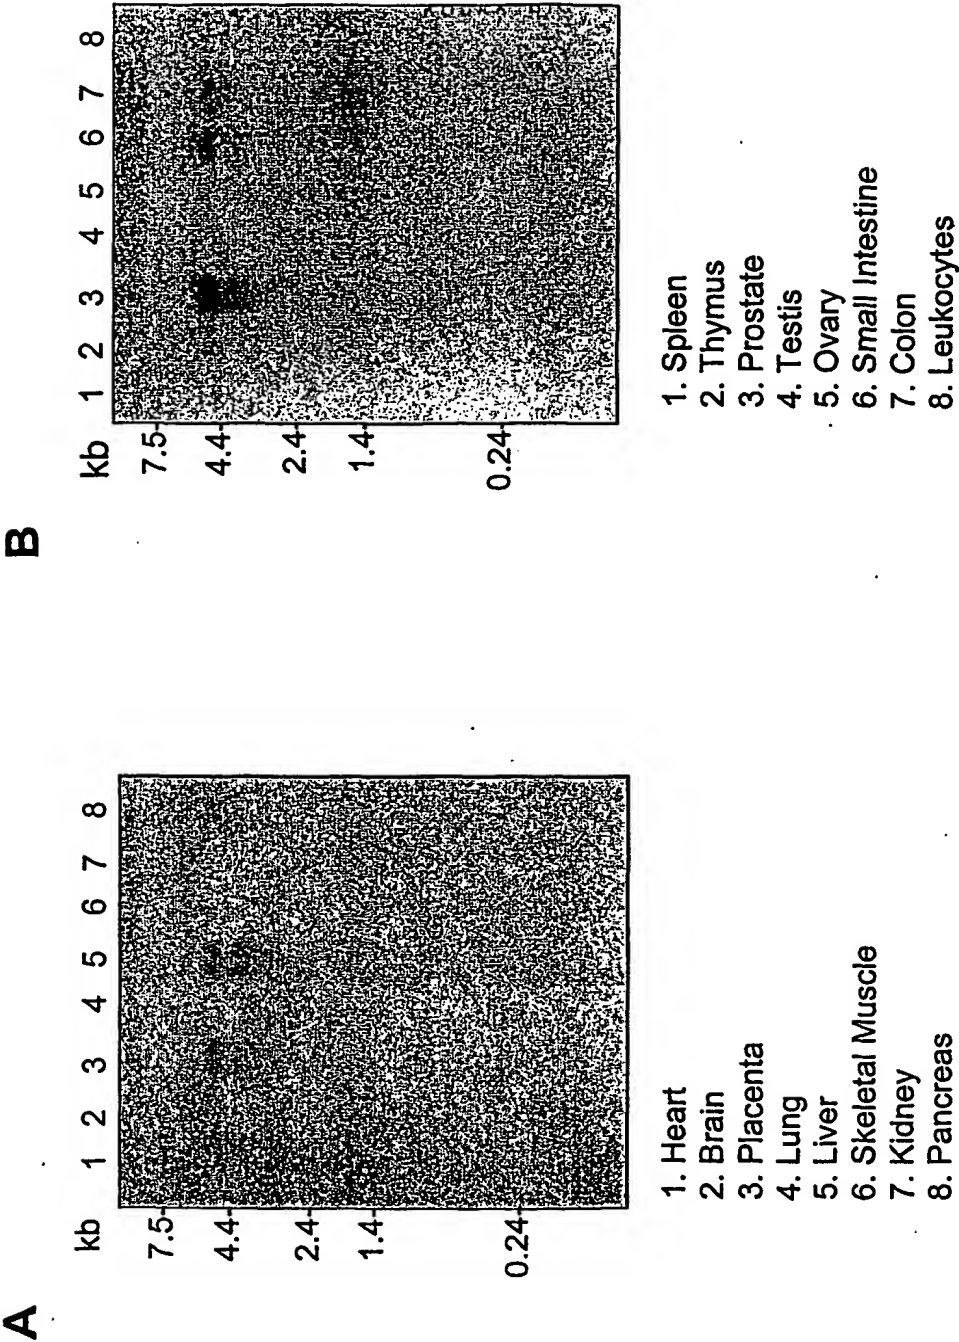 A
kb 1 2 3 4 5 6 7 8
7.5
4.4
2.4
1.4
0.24
1. Heart
2. Brain
3. Placenta
4. Lung
5. Liver
6. Skeletal Muscle
7. Kidney
8. Pancreas
B
kb 1 2 3 4 5 6 7 8
7.5
4.4
2.4
1.4
0.24
1. Spleen
2. Thymus
3. Prostate
4. Testis
5. Ovary
6. Small Intestine
7. Colon
8. Leukocytes